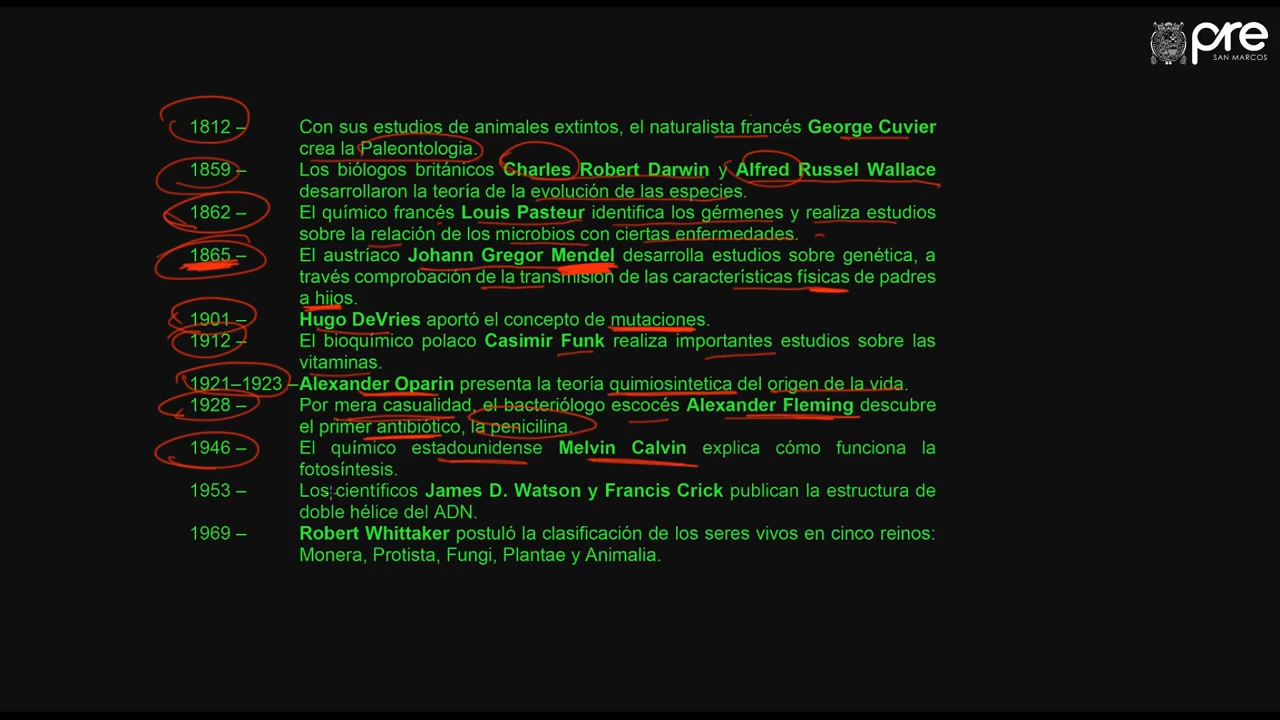 pre
SAN MARCOS
1812 – Con sus estudios de animales extintos, el naturalista francés George Cuvier
crea la Paleontologia.
1859– Los biólogos británicos Charles Robert Darwin y Alfred Russel Wallace
desarrollaron la teoría de la evolución de las especies.
1862 – El químico francés Louis Pasteur identifica los gérmenes y realiza estudios
sobre la relación de los microbios con ciertas enfermedades.
1865 – El austríaco Johann Gregor Mendel desarrolla estudios sobre genética, a
través comprobación de la transmisión de las características físicas de padres
a hijos.
1901 – Hugo DeVries aportó el concepto de mutaciones.
1912 – El bioquímico polaco Casimir Funk realiza importantes estudios sobre las
vitaminas.
1921–1923 –Alexander Oparin presenta la teoría quimiosintetica del origen de la vida.
1928 – Por mera casualidad, el bacteriólogo escocés Alexander Fleming descubre
el primer antibiótico, la penicilina.
1946 – El químico estadounidense Melvin Calvin explica cómo funciona la
fotosíntesis.
1953 – Los científicos James D. Watson y Francis Crick publican la estructura de
doble hélice del ADN.
1969 – Robert Whittaker postuló la clasificación de los seres vivos en cinco reinos:
Monera, Protista, Fungi, Plantae y Animalia.